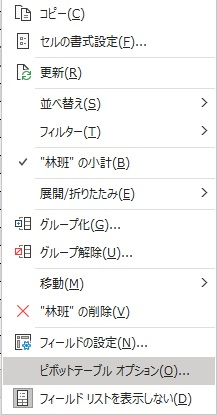 コピー(C)
セルの書式設定(F)...
更新(R)
並べ替え(S)
フィルター(T)
"林班" の小計(B)
展開/折りたたみ(E)
グループ化(G)...
グループ解除(U)...
移動(M)
"林班" の削除(V)
フィールドの設定(N)...
ピボットテーブル オプション(O)...
フィールド リストを表示しない(D)